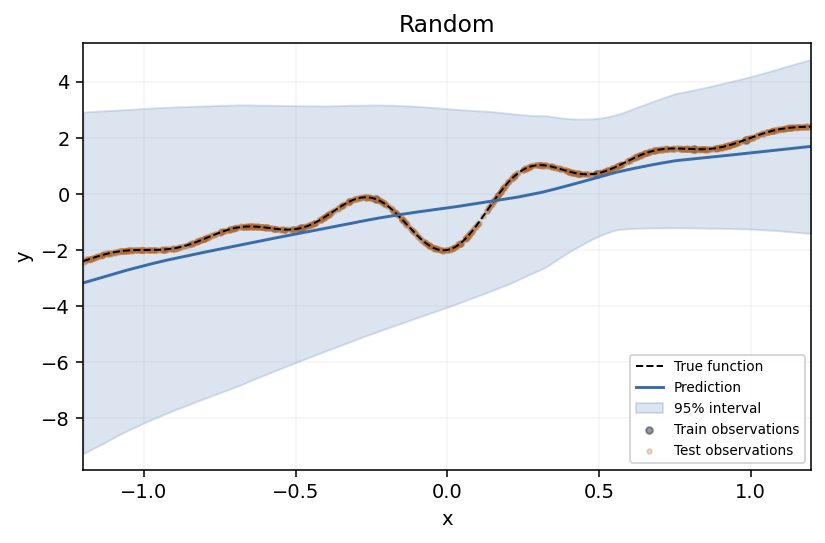 Random
4
2
0
−2
−4
−6
−8
y
−1.0
−0.5
0.0
0.5
1.0
x
True function
Prediction
95% interval
Train observations
Test observations